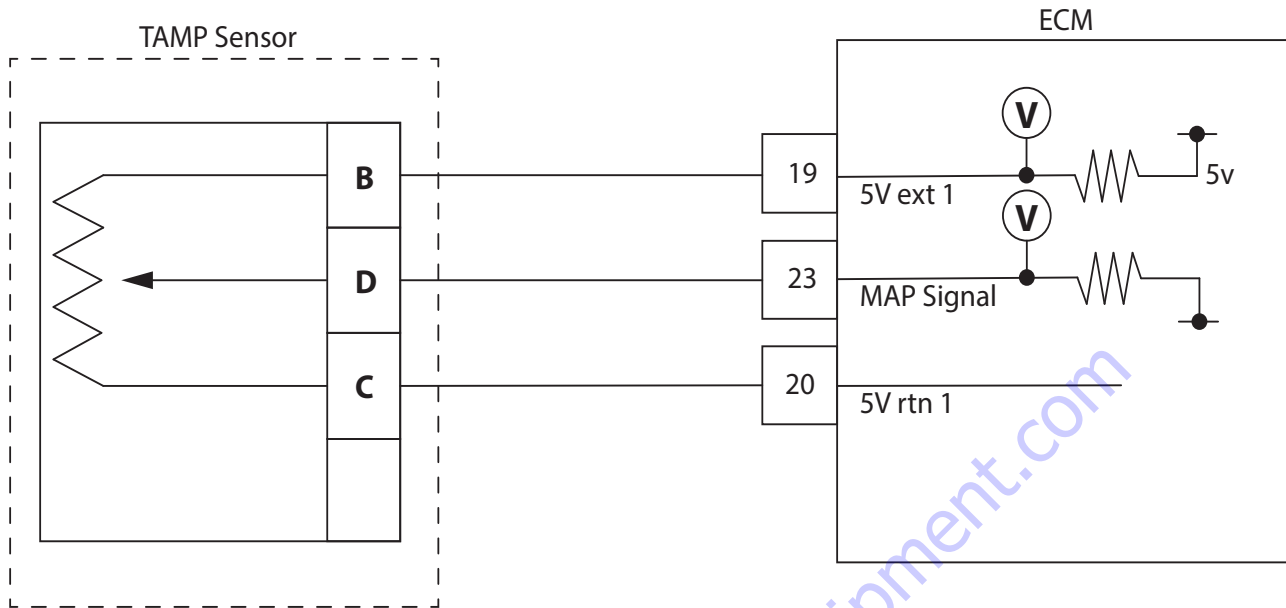 TAMP Sensor
ECM
B
D
C
19
23
20
V
5V ext 1
5v
V
MAP Signal
5V rtn 1